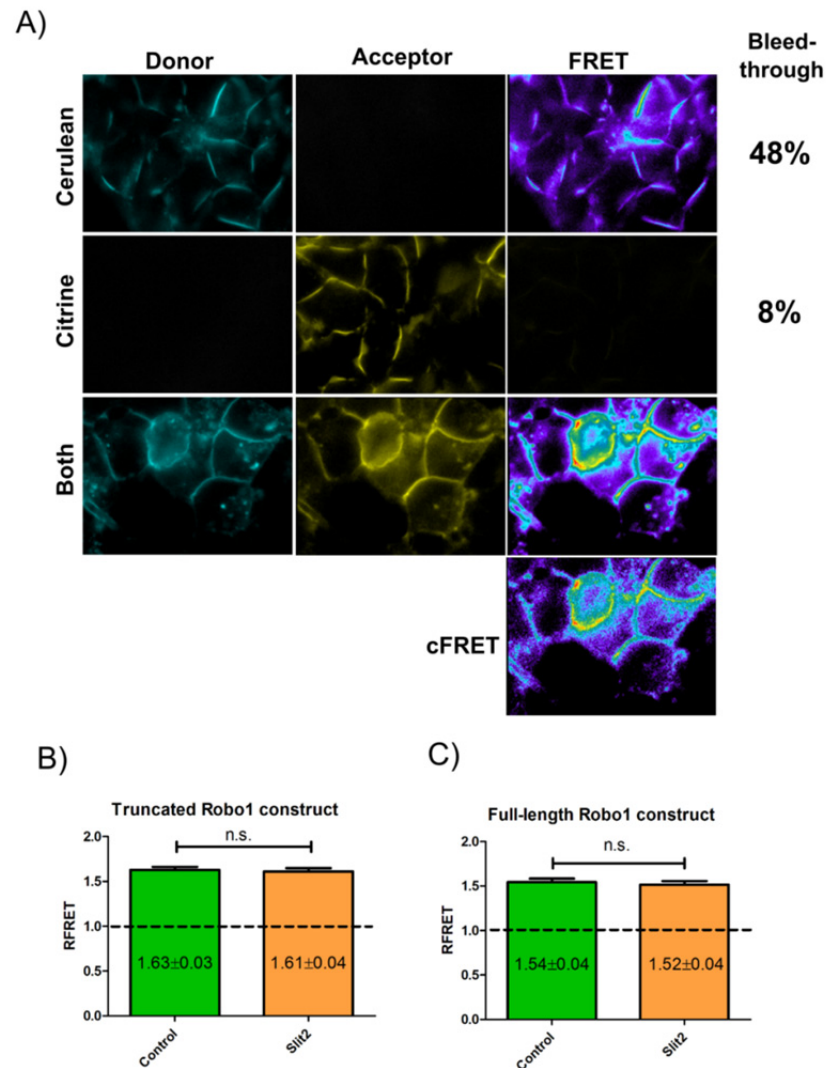 A)
Donor
Acceptor
FRET
Bleed-
through
Cerulean
48%
Citrine
8%
Both
cFRET
B)
Truncated Robo1 construct
n.s.
2.0
1.5
1.0
0.5
0.0
RFRET
1.63±0.03
1.61±0.04
Control
Slit2
C)
Full-length Robo1 construct
n.s.
2.0
1.5
1.0
0.5
0.0
RFRET
1.54±0.04
1.52±0.04
Control
Slit2